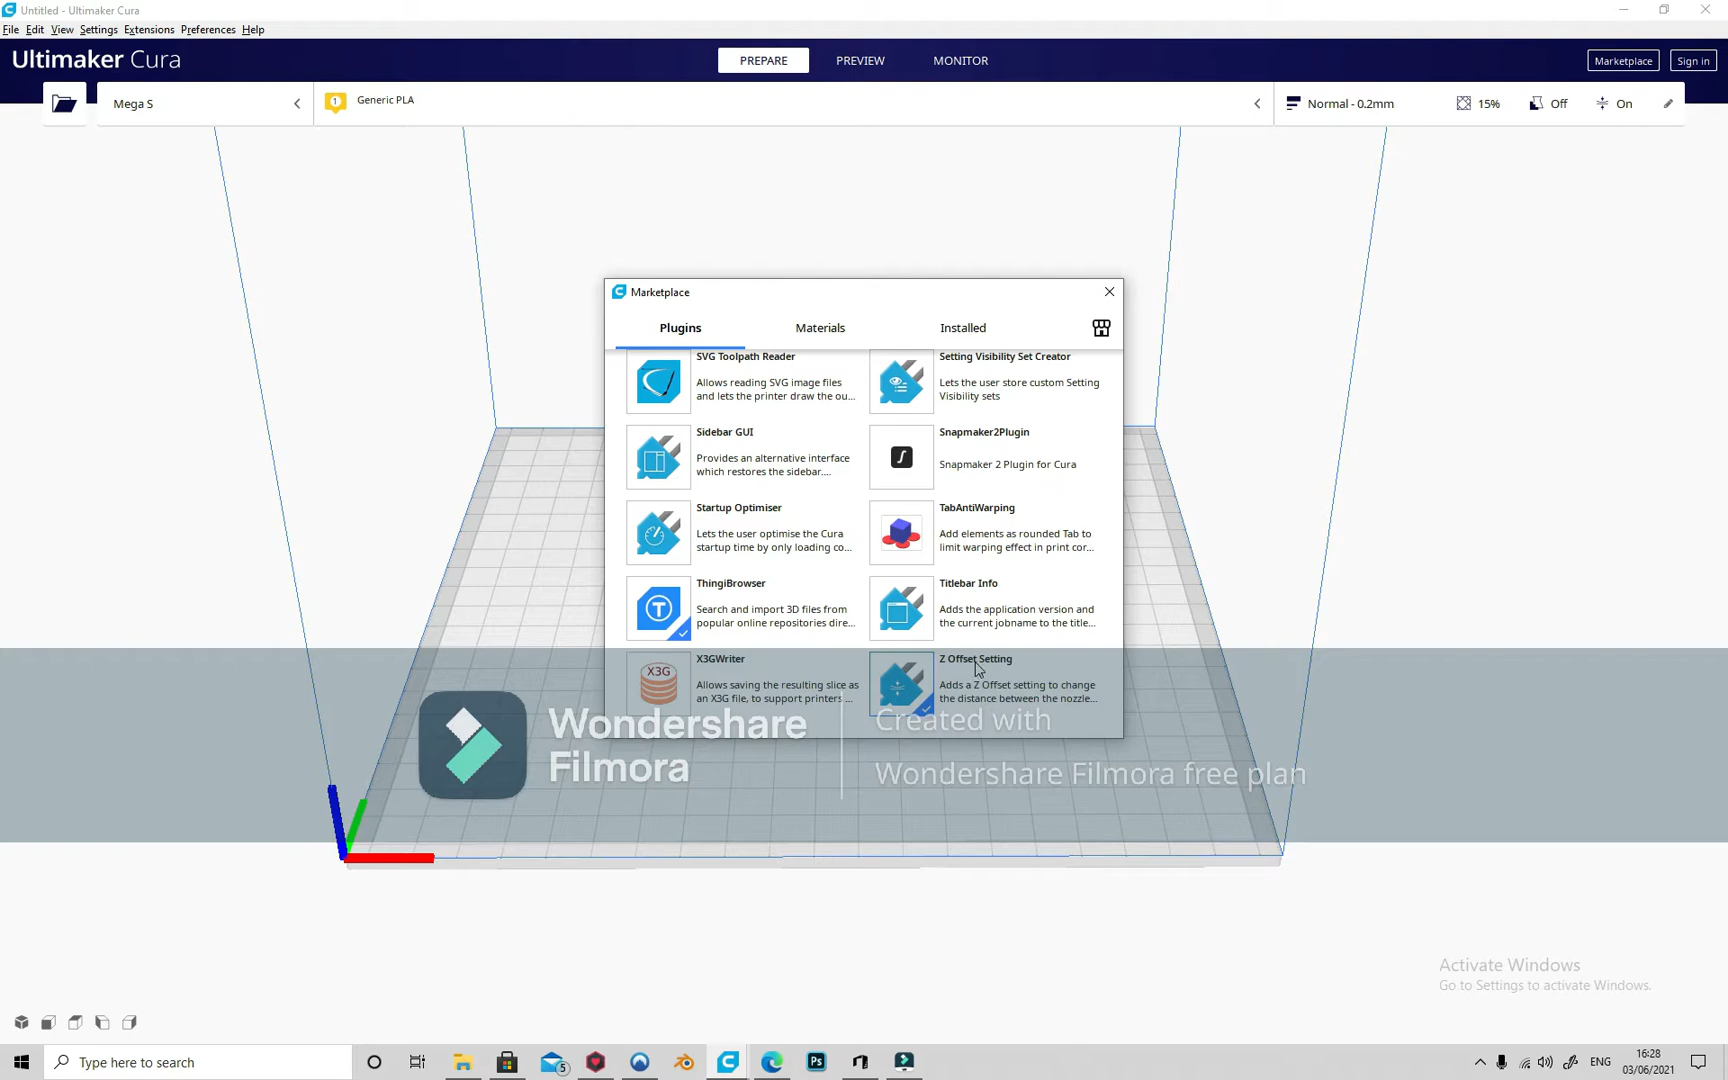 Untitled - Ultimaker Cura
File Edit View Settings Extensions Preferences Help
Ultimaker Cura
PREPARE PREVIEW MONITOR
Marketplace Sign in
Mega S
1 Generic PLA
Normal - 0.2mm 15% Off On
Marketplace
Plugins Materials Installed
SVG Toolpath Reader
Allows reading SVG image files
and lets the printer draw the ou...
Setting Visibility Set Creator
Lets the user store custom Setting
Visibility sets
Sidebar GUI
Provides an alternative interface
which restores the sidebar....
Snapmaker2Plugin
Snapmaker 2 Plugin for Cura
Startup Optimiser
Lets the user optimise the Cura
startup time by only loading co...
TabAntiWarping
Add elements as rounded Tab to
limit warping effect in print cor...
T
ThingiBrowser
Search and import 3D files from
popular online repositories dire...
Titlebar Info
Adds the application version and
the current jobname to the title...
X3G
X3GWriter
Allows saving the resulting slice as
an X3G file, to support printers ...
Z Offset Setting
Adds a Z Offset setting to change
the distance between the nozzle...
Wondershare
Filmora
Created with
Wondershare Filmora free plan
Activate Windows
Go to Settings to activate Windows.
Type here to search
5
Ps
ENG
16:28
03/06/2021